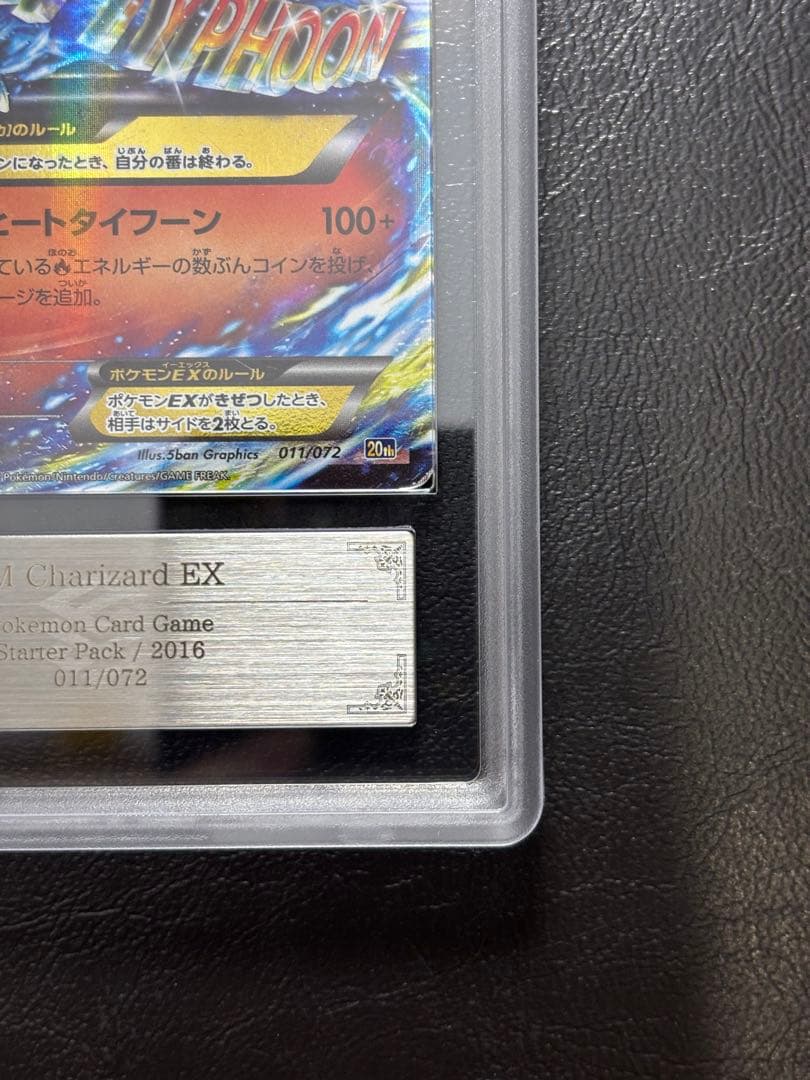 TYPHOON
のルール
ンになったとき、自分の番は終わる。
ヒートタイフーン 100+
ている エネルギーの数ぶんコインを投げ、
ージを追加。
ポケモンEXのルール
ポケモンEXがきぜつしたとき、
相手はサイドを2枚とる。
Illus.5ban Graphics 011/072 20th
Pokémon/Nintendo/Creatures/GAME FREAK.
M Charizard EX
okemon Card Game
Starter Pack / 2016
011/072